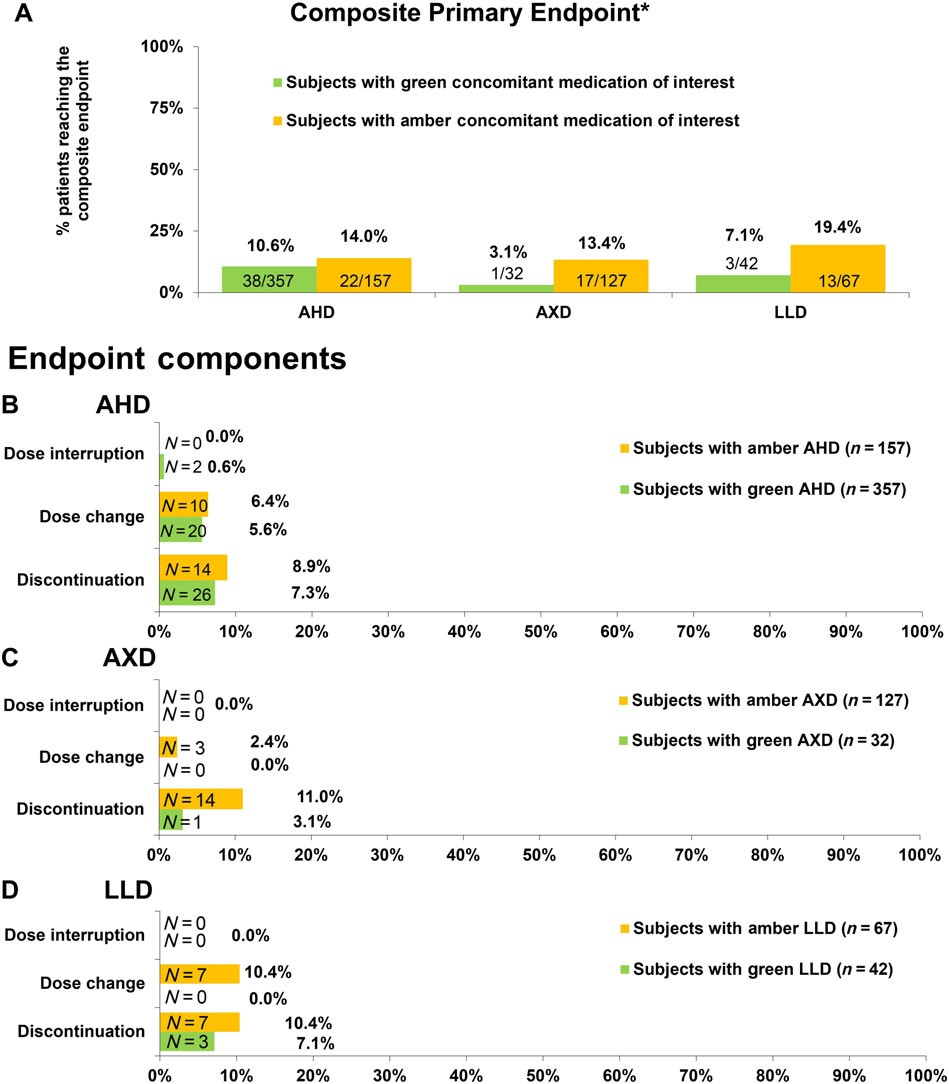 A
Composite Primary Endpoint*
% patients reaching the
composite endpoint
100%
75%
50%
25%
0%
Subjects with green concomitant medication of interest
Subjects with amber concomitant medication of interest
10.6%
14.0%
3.1%
13.4%
7.1%
19.4%
38/357
22/157
1/32
17/127
3/42
13/67
AHD
AXD
LLD
Endpoint components
B
AHD
Dose interruption
N = 0
0.0%
N = 2
0.6%
Dose change
N = 10
6.4%
N = 20
5.6%
Discontinuation
N = 14
8.9%
N = 26
7.3%
Subjects with amber AHD (n = 157)
Subjects with green AHD (n = 357)
0% 10% 20% 30% 40% 50% 60% 70% 80% 90% 100%
C
AXD
Dose interruption
N = 0
N = 0
0.0%
Dose change
N = 3
2.4%
N = 0
0.0%
Discontinuation
N = 14
11.0%
N = 1
3.1%
Subjects with amber AXD (n = 127)
Subjects with green AXD (n = 32)
0% 10% 20% 30% 40% 50% 60% 70% 80% 90% 100%
D
LLD
Dose interruption
N = 0
N = 0
0.0%
Dose change
N = 7
10.4%
N = 0
0.0%
Discontinuation
N = 7
10.4%
N = 3
7.1%
Subjects with amber LLD (n = 67)
Subjects with green LLD (n = 42)
0% 10% 20% 30% 40% 50% 60% 70% 80% 90% 100%